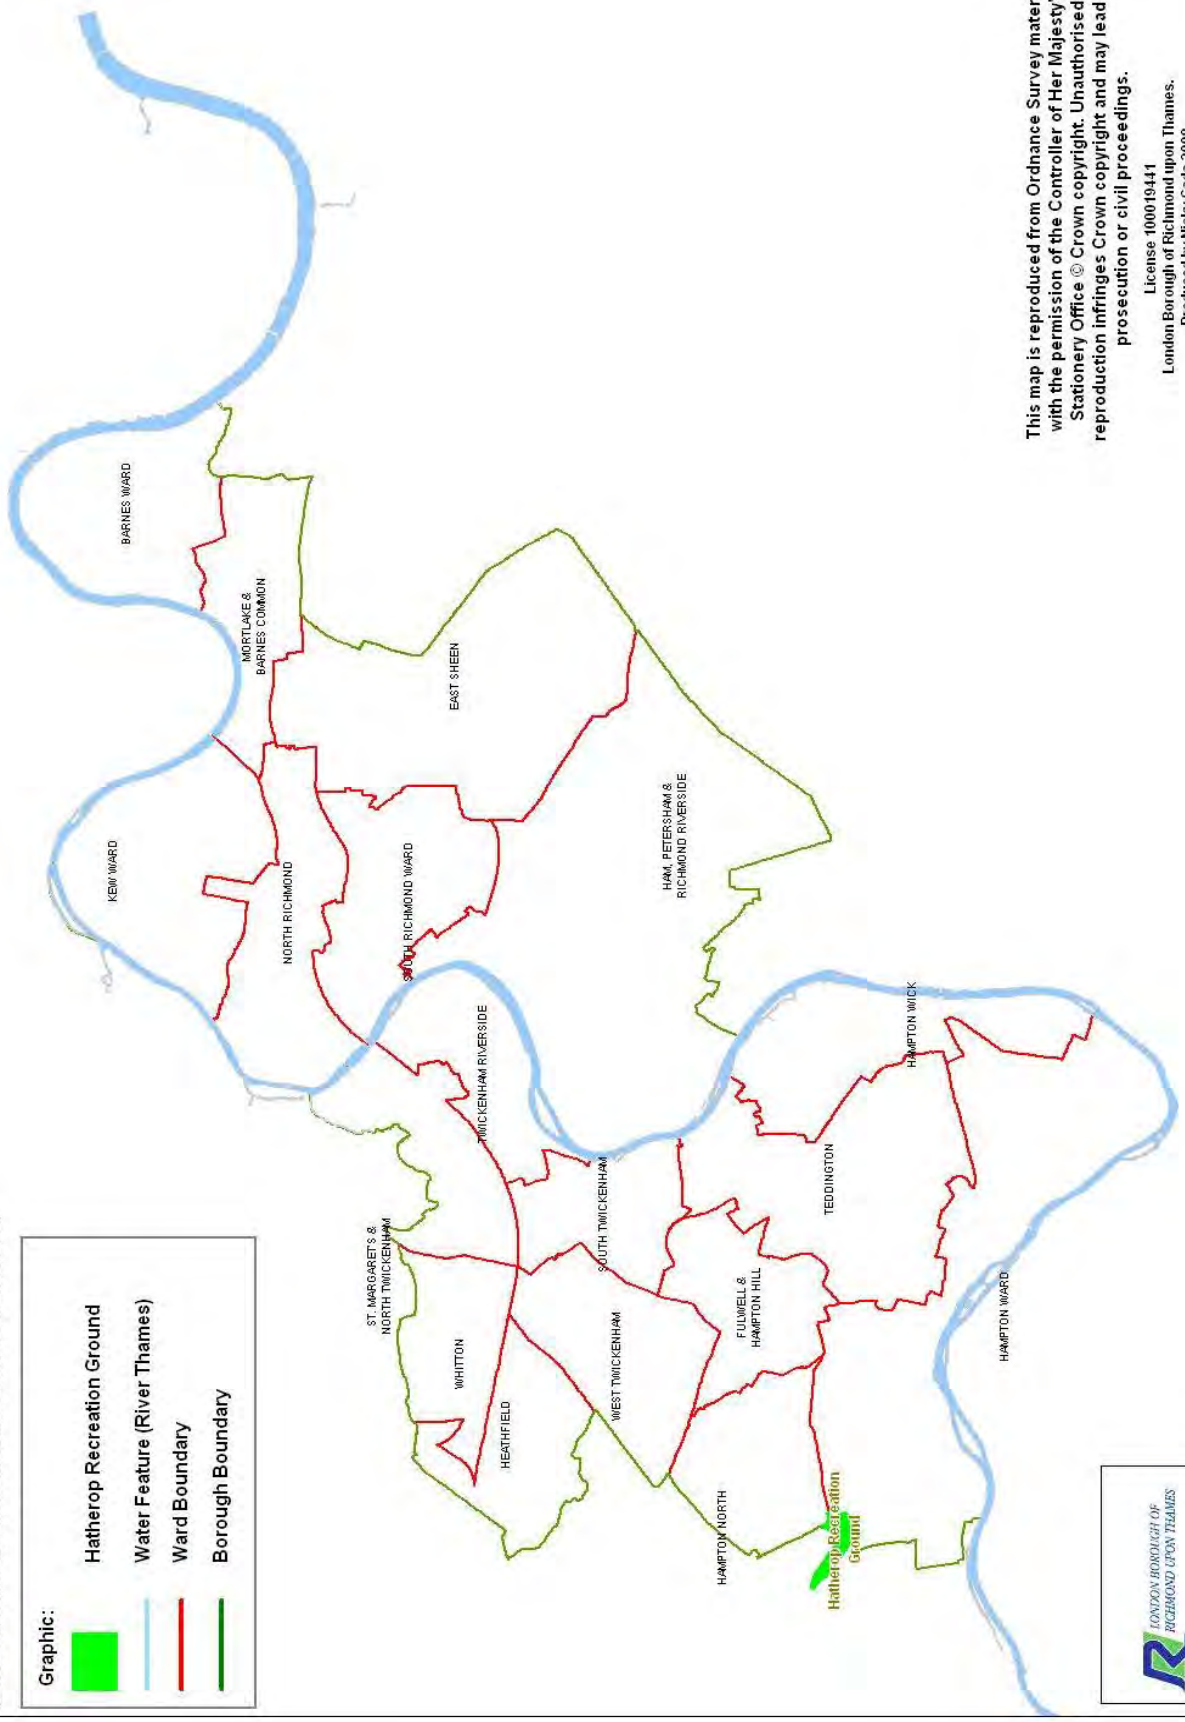 Graphic:
Hatherop Recreation Ground
Water Feature (River Thames)
Ward Boundary
Borough Boundary
BARNES WARD
MORTLAKE &
BARNES COMMON
KEW WARD
EAST SHEEN
NORTH RICHMOND
SOUTH RICHMOND WARD
HAM, PETERSHAM &
RICHMOND RIVERSIDE
TWICKENHAM RIVERSIDE
ST. MARGARETS &
NORTH TWICKENHAM
SOUTH TWICKENHAM
HAMPTON WICK
TEDDINGTON
WHITTON
HEATHFIELD
WEST TWICKENHAM
FULWELL &
HAMPTON HILL
HAMPTON WARD
HAMPTON NORTH
Hatherop Recreation
Ground
This map is reproduced from Ordnance Survey mater
with the permission of the Controller of Her Majesty'
Stationery Office © Crown copyright. Unauthorised
reproduction infringes Crown copyright and may lead
prosecution or civil proceedings.
License 100019441
London Borough of Richmond upon Thames.
LONDON BOROUGH OF
RICHMOND UPON THAMES